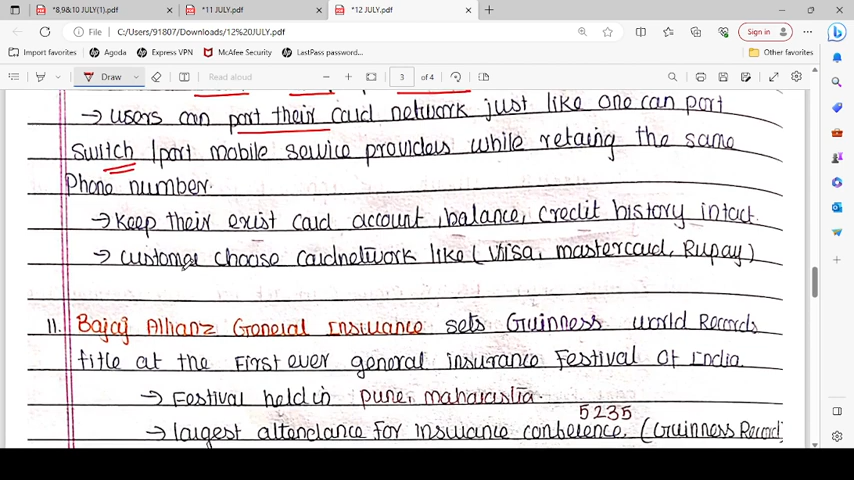 *8,9&10 JULY(1).pdf
*11 JULY.pdf
*12 JULY.pdf
Sign in
File
C:/Users/91807/Downloads/12%20JULY.pdf
Import favorites
Agoda
Express VPN
McAfee Security
LastPass password...
Other favorites
Draw
Read aloud
3
of 4
→ users can port their card network just like one can port
switch /port mobile service providers while retaing the same
Phone number.
→ Keep their exist card account, balance, credit history intact.
→ customer choose cardnetwork like (Visa, mastercard, Rupay)
11. Bajaj Allianz General Insurance sets Guinness world Records
title at the First ever general insurance Festival Of India
→ Festival held in pune, maharastra.
5235
→ largest attendance For insurance conference. (Guinness Record)